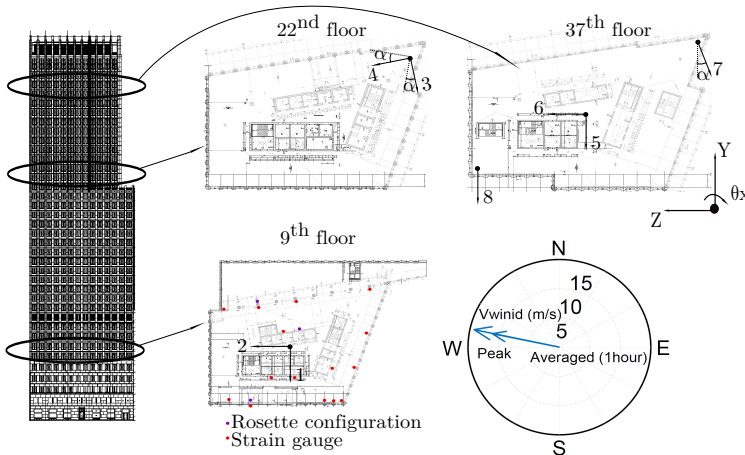 22nd floor
37th floor
α
4
3
α
6
5
7
α
8
Y
Z
θx
9th floor
2
1
Rosette configuration
Strain gauge
N
15
10
5
Vwinid (m/s)
W
E
Peak
Averaged (1hour)
S